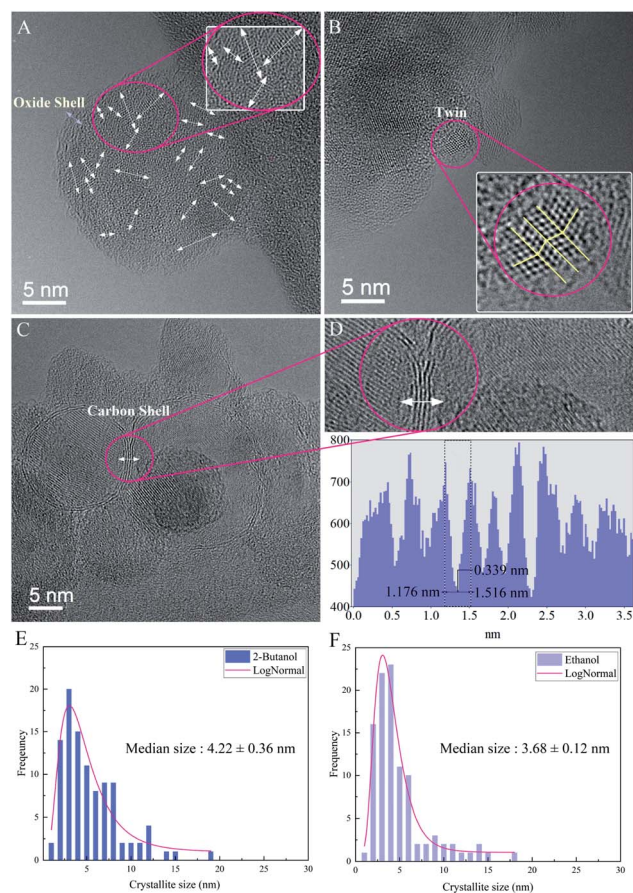 A
Oxide Shell
5 nm
B
Twin
5 nm
C
Carbon Shell
5 nm
D
800
700
600
500
400
0.339 nm
1.176 nm
1.516 nm
0.0 0.5 1.0 1.5 2.0 2.5 3.0 3.5
nm
E
2-Butanol
LogNormal
Median size : 4.22 ± 0.36 nm
Freqeuncy
25
20
15
10
5
0
5 10 15 20 25 30
Crystallite size (nm)
F
Ethanol
LogNormal
Median size : 3.68 ± 0.12 nm
Frequency
25
20
15
10
5
0
0 5 10 15 20 25 30
Crystallite size (nm)